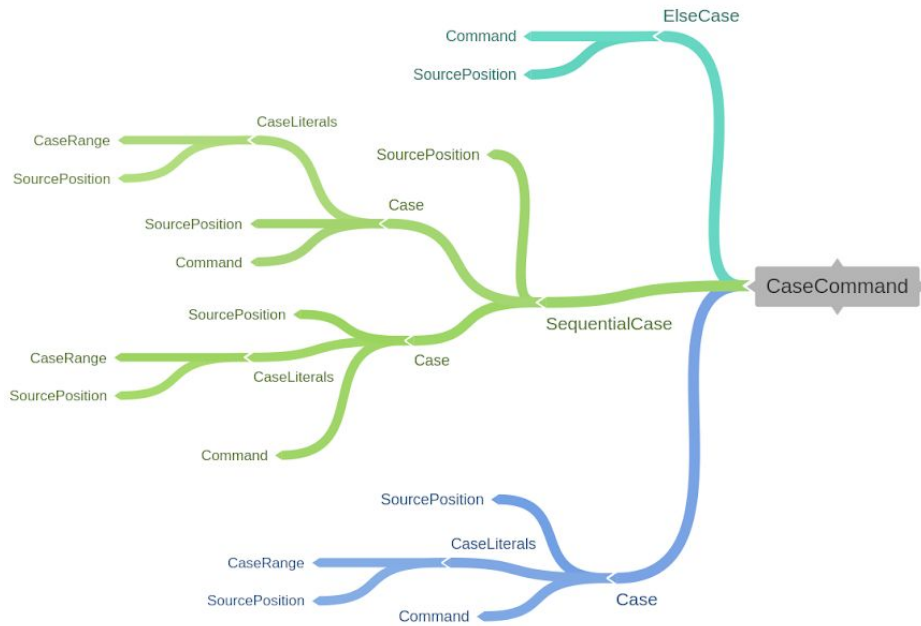 ElseCase
Command
SourcePosition
CaseLiterals
CaseRange
SourcePosition
SourcePosition
Case
SourcePosition
Command
CaseCommand
SourcePosition
SequentialCase
CaseRange
Case
CaseLiterals
SourcePosition
Command
SourcePosition
CaseLiterals
CaseRange
SourcePosition
Case
Command